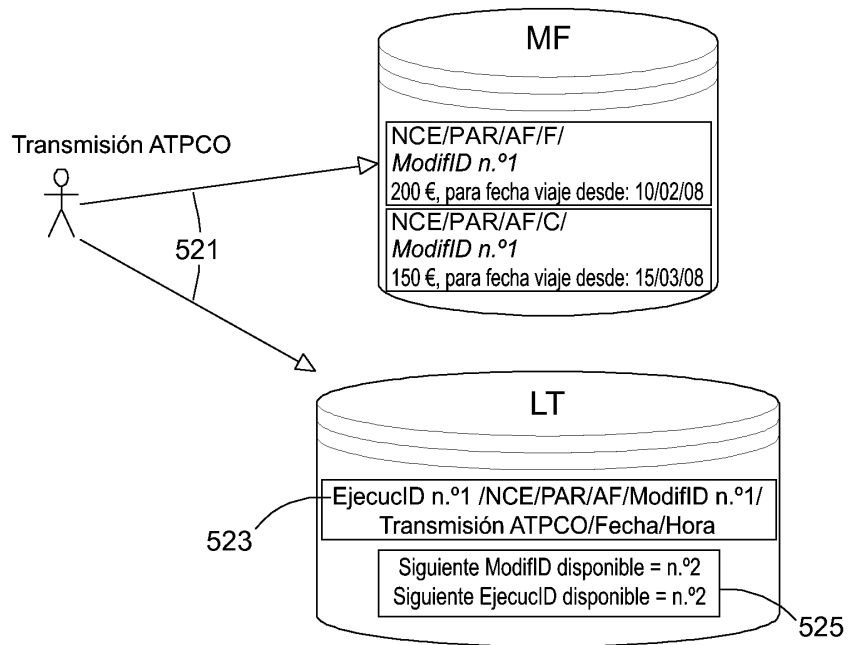 MF
Transmisión ATPCO
NCE/PAR/AF/F/
ModifID n.º1
200 €, para fecha viaje desde: 10/02/08
NCE/PAR/AF/C/
ModifID n.º1
150 €, para fecha viaje desde: 15/03/08
521
LT
EjecucID n.º1 /NCE/PAR/AF/ModifID n.º1/
Transmisión ATPCO/Fecha/Hora
523
Siguiente ModifID disponible = n.º2
Siguiente EjecucID disponible = n.º2
525